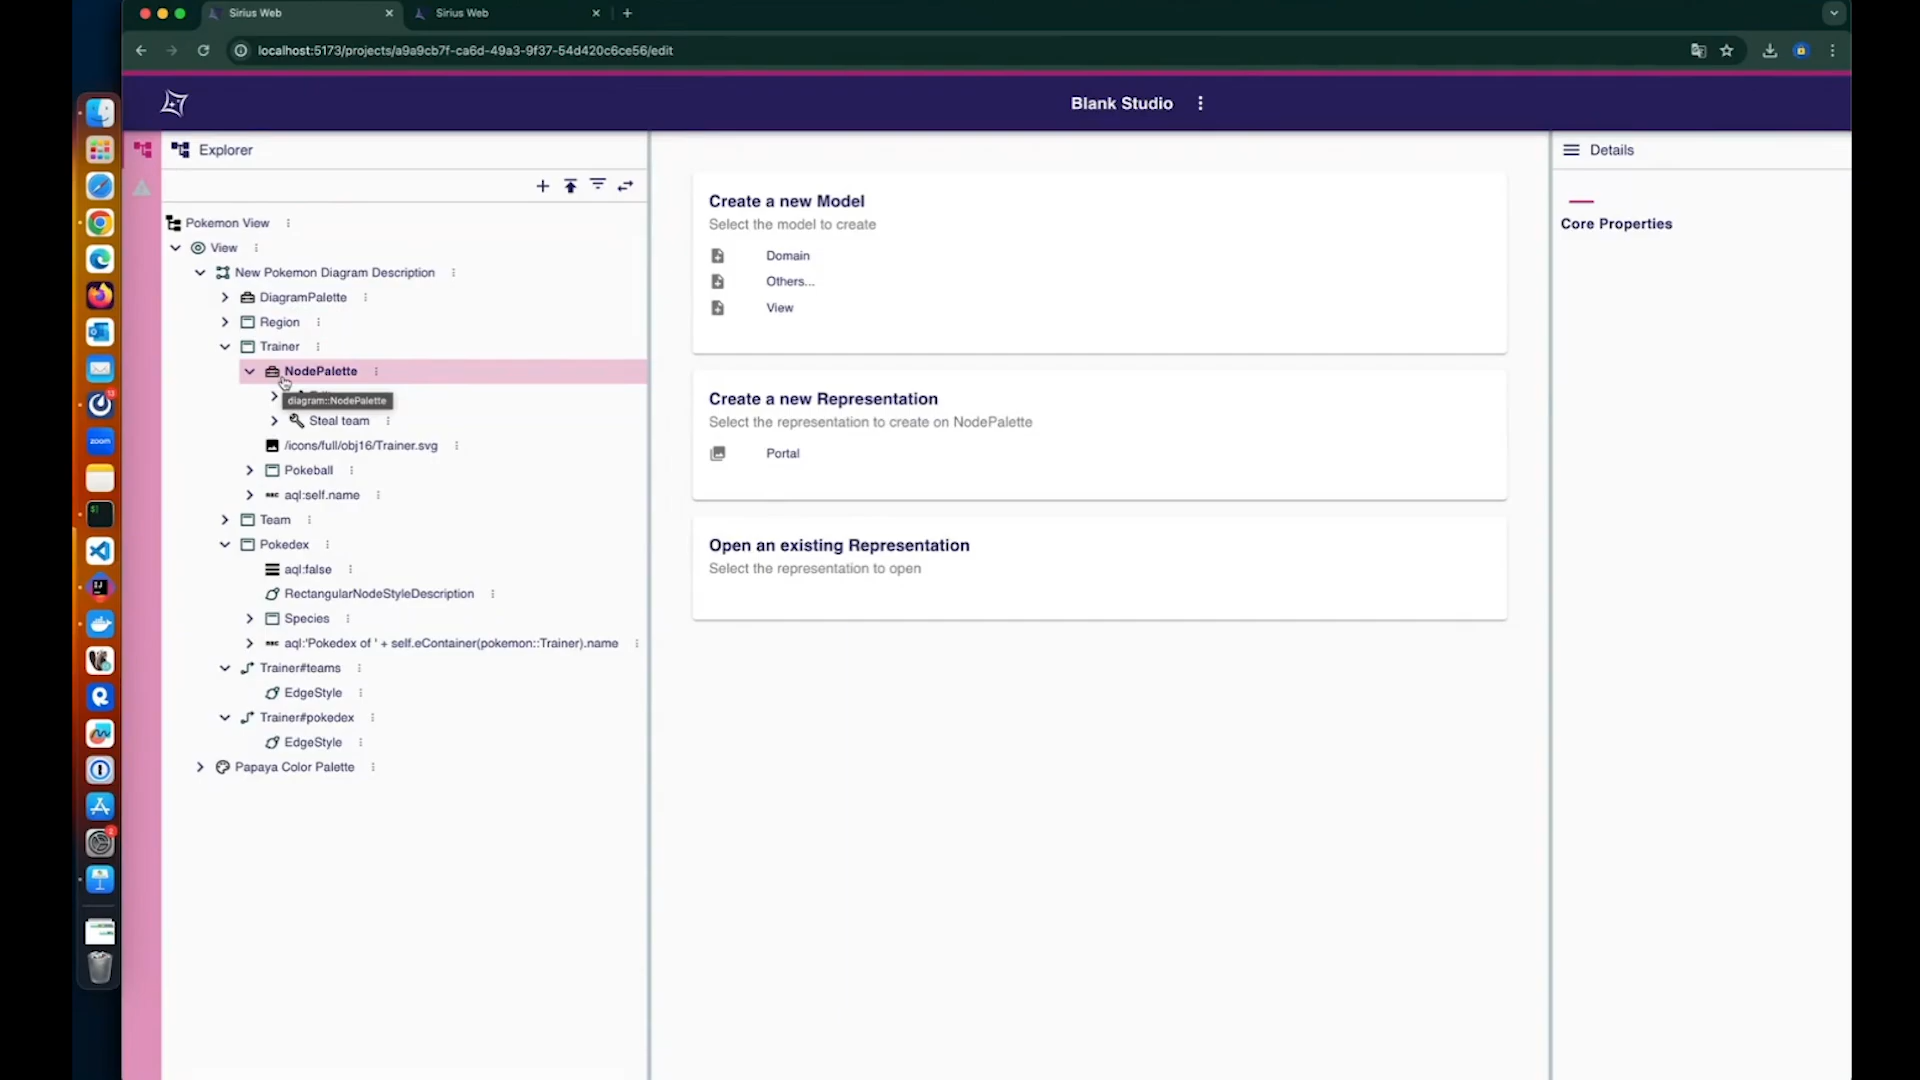 Sirius Web
Sirius Web
localhost:5173/projects/a9a9cb7f-ca6d-49a3-9f37-54d420c6ce56/edit
Blank Studio
Explorer
Pokemon View
View
New Pokemon Diagram Description
DiagramPalette
Region
Trainer
NodePalette
diagram::NodePalette
Steal team
/icons/full/obj16/Trainer.svg
Pokeball
aql:self.name
Team
Pokedex
aql:false
RectangularNodeStyleDescription
Species
aql:'Pokedex of ' + self.eContainer(pokemon::Trainer).name
Trainer#teams
EdgeStyle
Trainer#pokedex
EdgeStyle
Papaya Color Palette
Create a new Model
Select the model to create
Domain
Others...
View
Create a new Representation
Select the representation to create on NodePalette
Portal
Open an existing Representation
Select the representation to open
Details
Core Properties
zoom